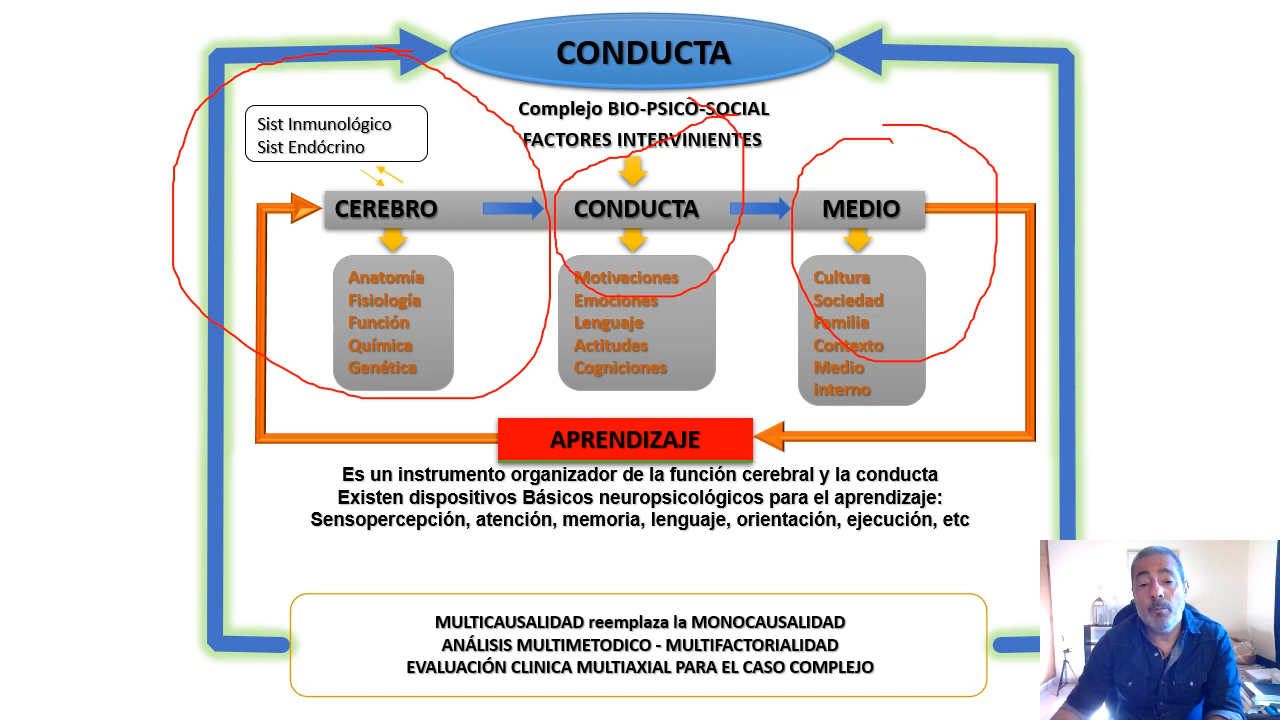 CONDUCTA
Complejo BIO-PSICO-SOCIAL
FACTORES INTERVINIENTES
Sist Inmunológico
Sist Endócrino
CEREBRO
CONDUCTA
MEDIO
Anatomía
Fisiología
Función
Química
Genética
Motivaciones
Emociones
Lenguaje
Actitudes
Cogniciones
Cultura
Sociedad
Familia
Contexto
Medio
interno
APRENDIZAJE
Es un instrumento organizador de la función cerebral y la conducta
Existen dispositivos Básicos neuropsicológicos para el aprendizaje:
Sensopercepción, atención, memoria, lenguaje, orientación, ejecución, etc
MULTICAUSALIDAD reemplaza la MONOCAUSALIDAD
ANÁLISIS MULTIMETODICO - MULTIFACTORIALIDAD
EVALUACIÓN CLINICA MULTIAXIAL PARA EL CASO COMPLEJO